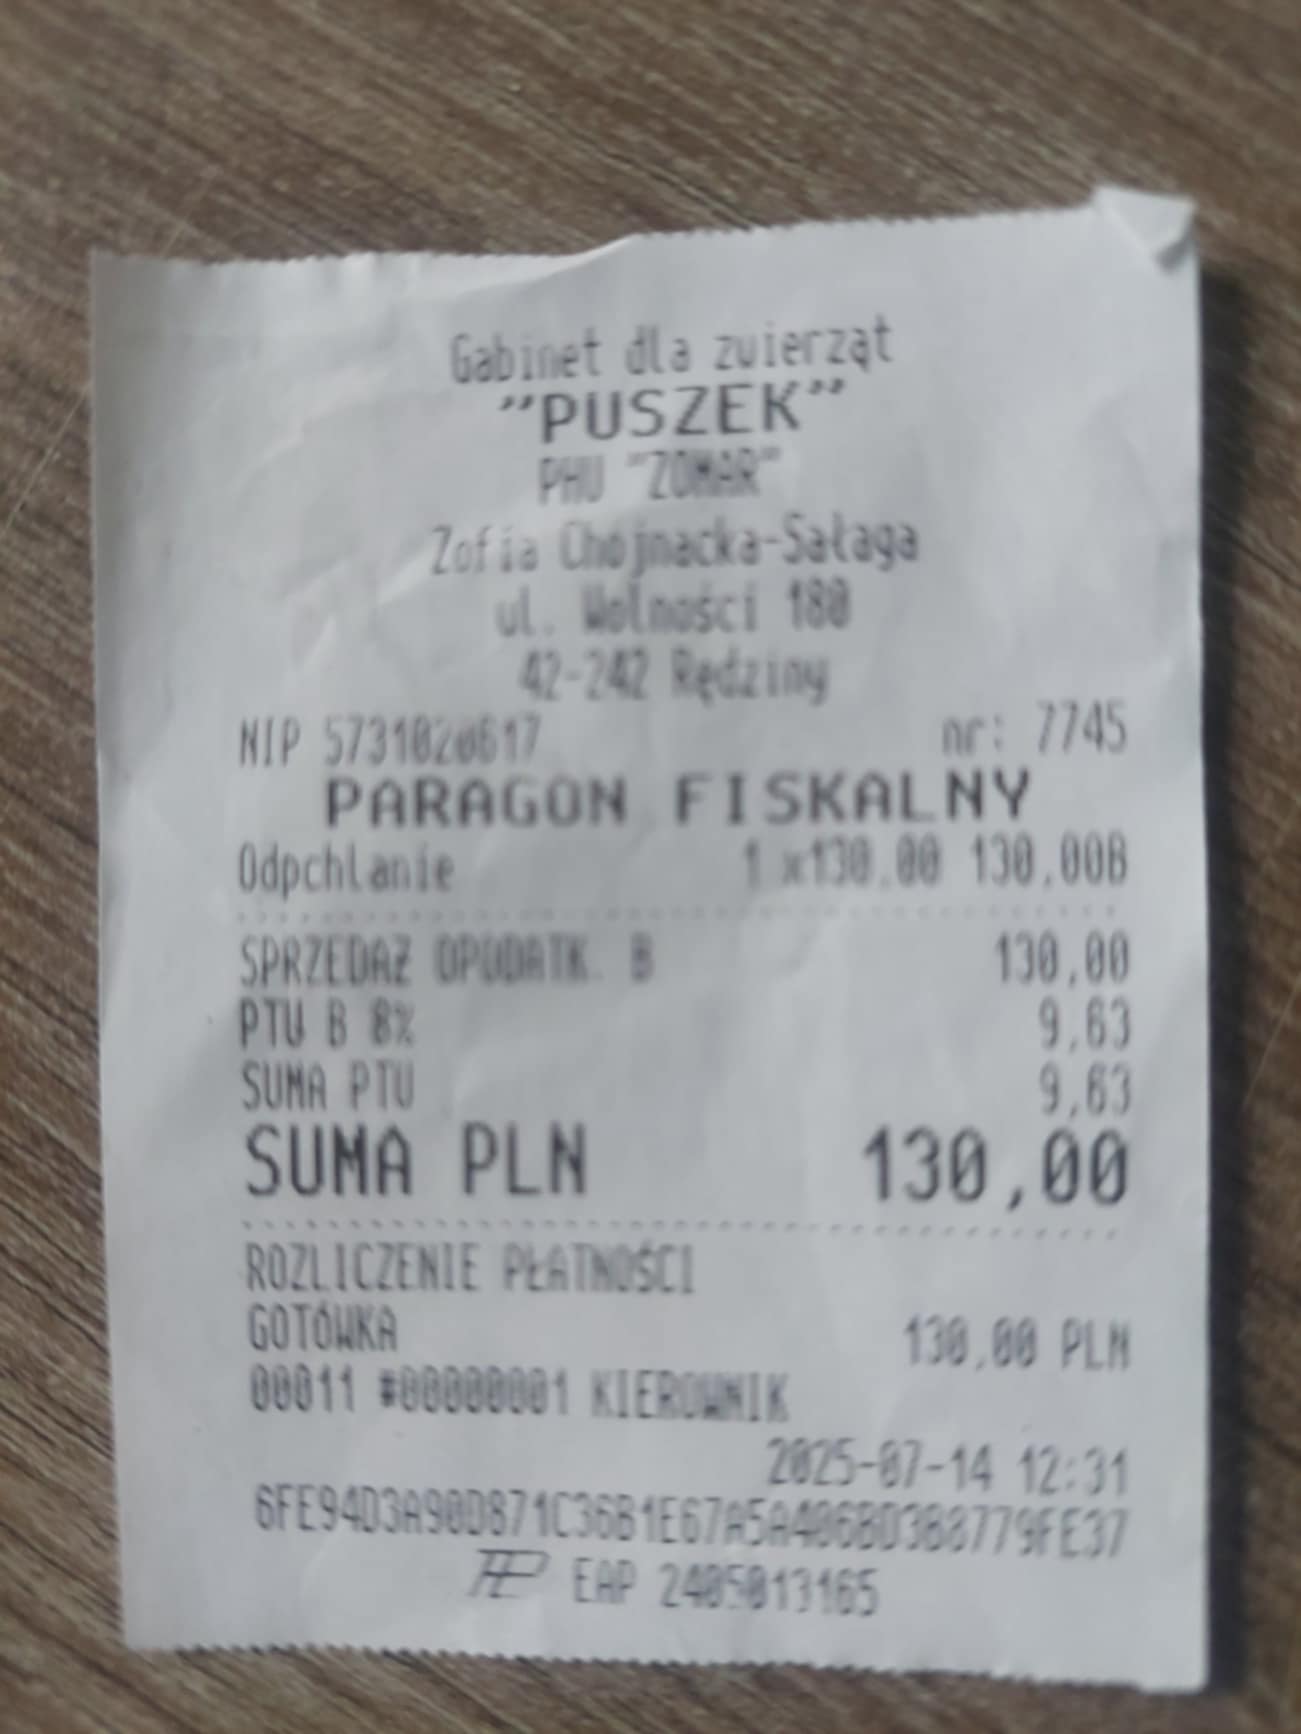 Gabinet dla zwierząt
"PUSZEK"
PHU "ZOMAR"
Zofia Chojnacka-Sałaga
ul. Wolności 180
42-242 Rędziny
NIP 5731020617 nr: 7745
PARAGON FISKALNY
Odpchlanie 1 x130,00 130,00B
SPRZEDAŻ OPODATK. B 130,00
PTU B 8% 9,63
SUMA PTU 9,63
SUMA PLN 130,00
ROZLICZENIE PŁATNOŚCI
GOTÓWKA 130,00 PLN
00011 #00000001 KIEROWNIK
2025-07-14 12:31
6FE94D3A90D871C36B1E67A5A406BD3B8779FE37
EAP 2405013165